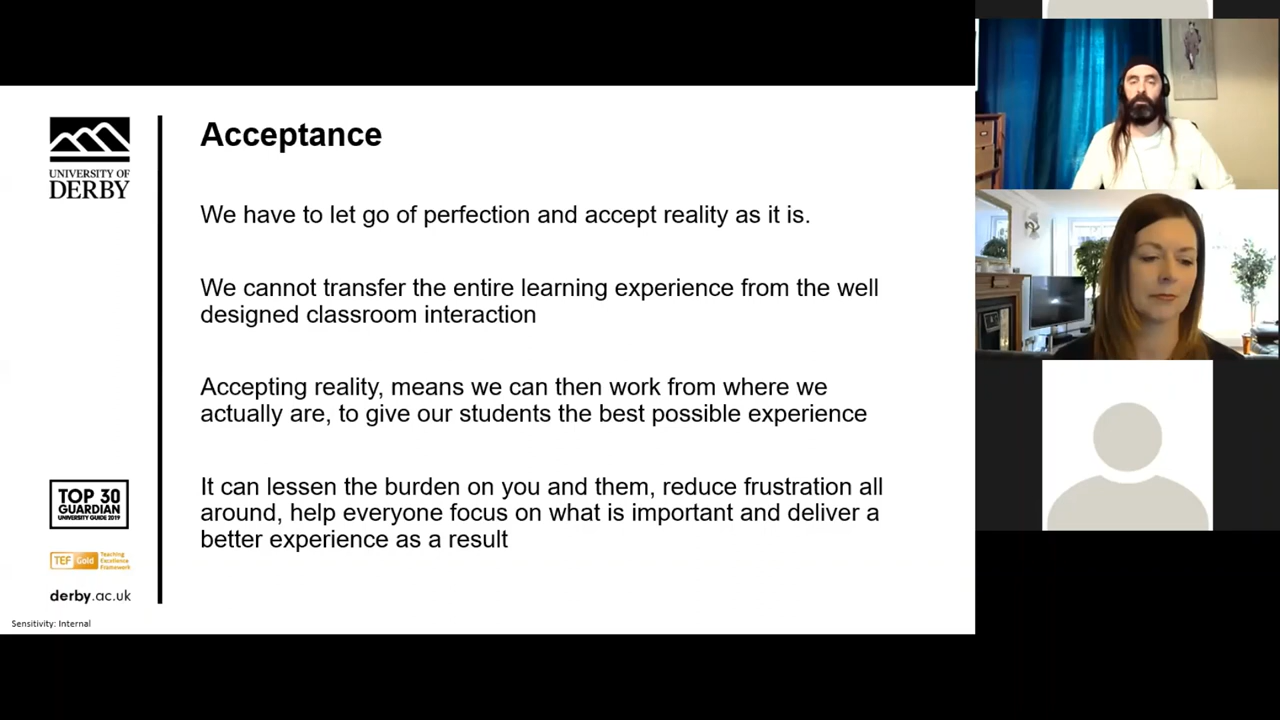 UNIVERSITY OF
DERBY
Acceptance
We have to let go of perfection and accept reality as it is.
We cannot transfer the entire learning experience from the well
designed classroom interaction
Accepting reality, means we can then work from where we
actually are, to give our students the best possible experience
It can lessen the burden on you and them, reduce frustration all
around, help everyone focus on what is important and deliver a
better experience as a result
TOP 30
GUARDIAN
UNIVERSITY GUIDE 2019
TEF Gold
Teaching
Excellence
Framework
derby.ac.uk
Sensitivity: Internal